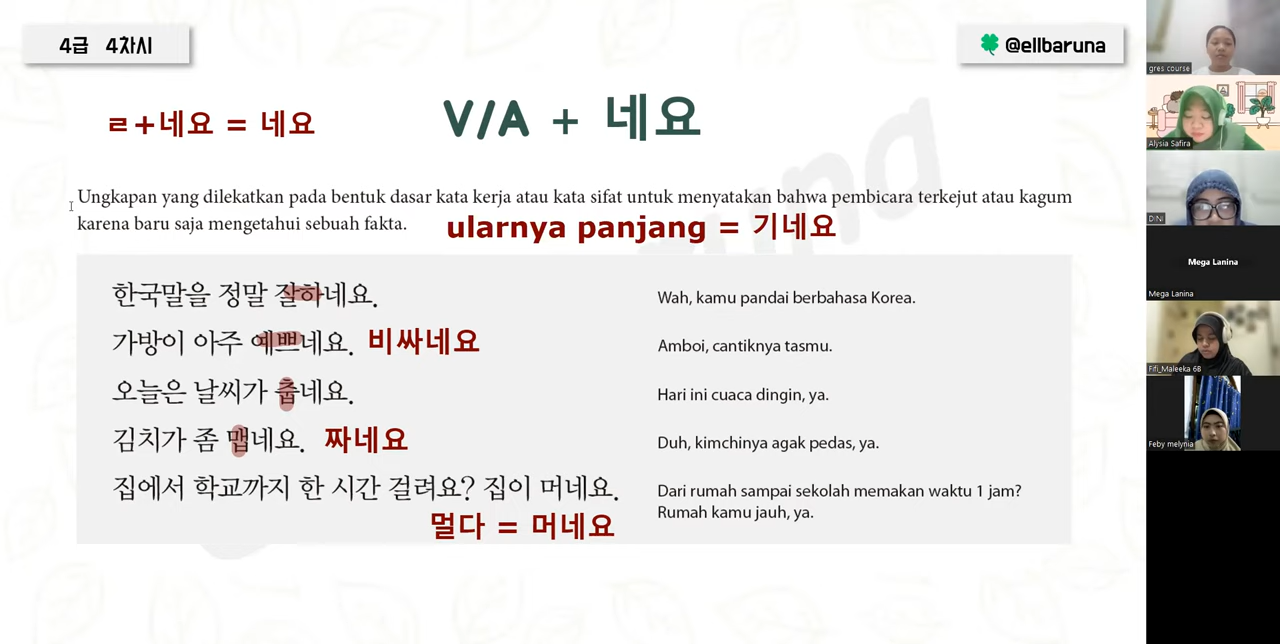 4급 4차시
@ellbaruna
ㄹ+네요 = 네요
V/A + 네요
Ungkapan yang dilekatkan pada bentuk dasar kata kerja atau kata sifat untuk menyatakan bahwa pembicara terkejut atau kagum
karena baru saja mengetahui sebuah fakta.
ularnya panjang = 기네요
한국말을 정말 잘하네요.
Wah, kamu pandai berbahasa Korea.
가방이 아주 예쁘네요. 비싸네요
Amboi, cantiknya tasmu.
오늘은 날씨가 춥네요.
Hari ini cuaca dingin, ya.
김치가 좀 맵네요. 짜네요
Duh, kimchinya agak pedas, ya.
집에서 학교까지 한 시간 걸려요? 집이 머네요.
Dari rumah sampai sekolah memakan waktu 1 jam?
Rumah kamu jauh, ya.
멀다 = 머네요
gres course
Alysia Safira
DINI
Mega Lanina
Mega Lanina
Fifi_Maleeka 6B
Feby melynia